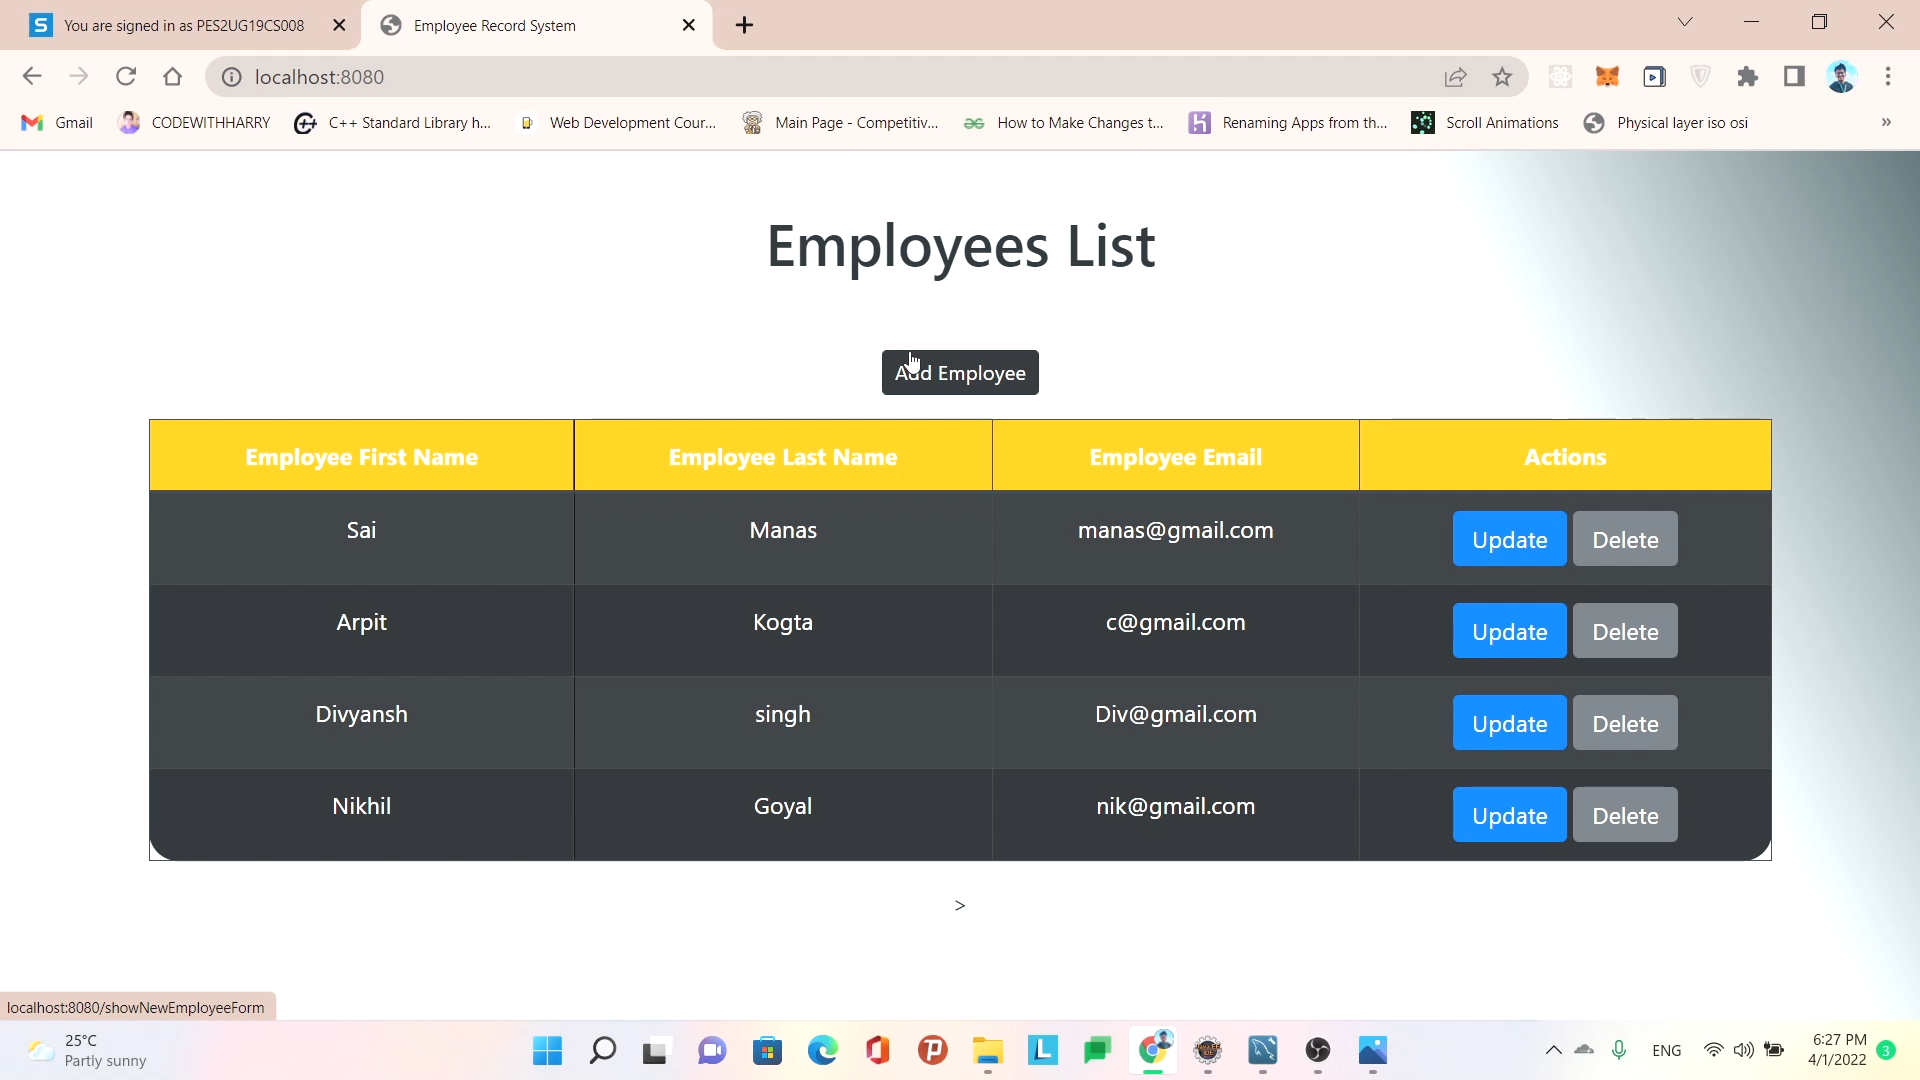 You are signed in as PES2UG19CS008
Employee Record System
localhost:8080
Gmail
CODEWITHHARRY
C++ Standard Library h...
Web Development Cour...
Main Page - Competitiv...
How to Make Changes t...
Renaming Apps from th...
Scroll Animations
Physical layer iso osi
»
Employees List
Add Employee
Employee First Name Employee Last Name Employee Email Actions
Sai Manas manas@gmail.com Update Delete
Arpit Kogta c@gmail.com Update Delete
Divyansh singh Div@gmail.com Update Delete
Nikhil Goyal nik@gmail.com Update Delete
>
localhost:8080/showNewEmployeeForm
25°C
Partly sunny
ENG
6:27 PM
4/1/2022
3